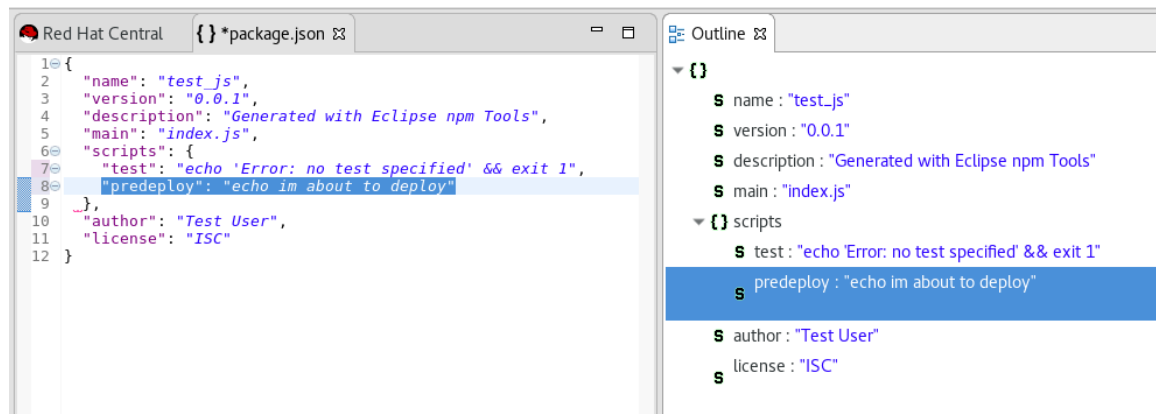 Red Hat Central
{ } *package.json
Outline
1 {
2 "name": "test_js",
3 "version": "0.0.1",
4 "description": "Generated with Eclipse npm Tools",
5 "main": "index.js",
6 "scripts": {
7 "test": "echo 'Error: no test specified' && exit 1",
8 "predeploy": "echo im about to deploy"
9 },
10 "author": "Test User",
11 "license": "ISC"
12 }
{}
S name : "test_js"
S version : "0.0.1"
S description : "Generated with Eclipse npm Tools"
S main : "index.js"
{} scripts
S test : "echo 'Error: no test specified' && exit 1"
S predeploy : "echo im about to deploy"
S author : "Test User"
S license : "ISC"